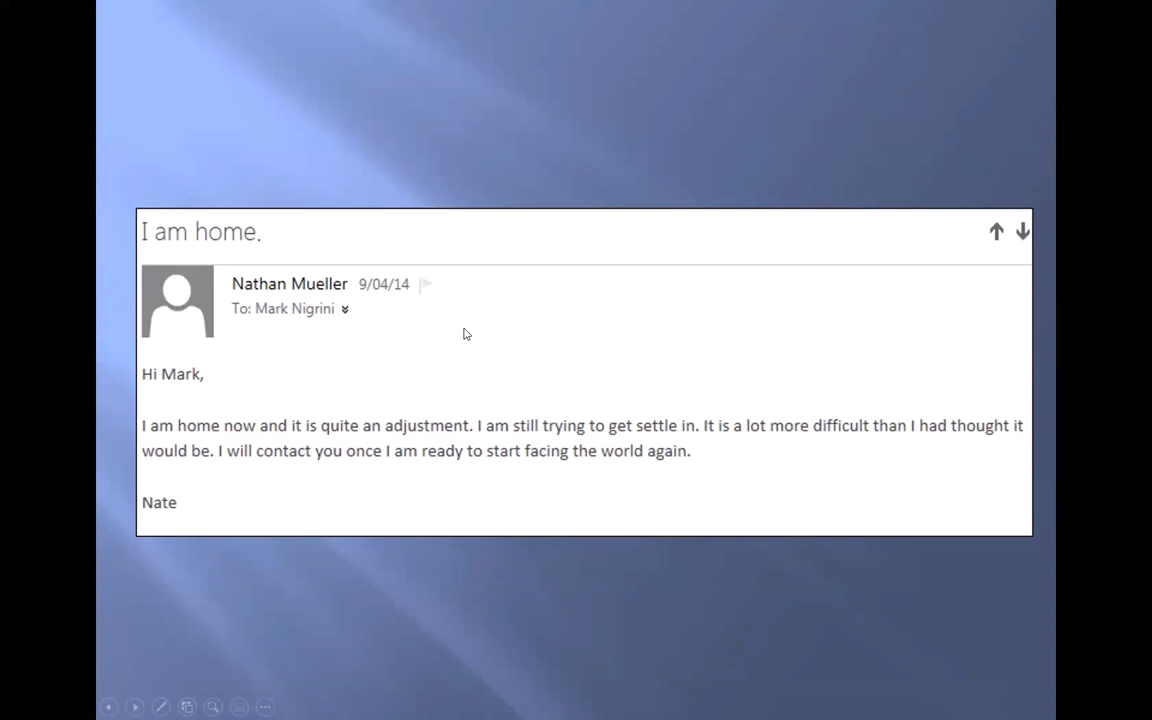 I am home.
Nathan Mueller 9/04/14
To: Mark Nigrini
Hi Mark,
I am home now and it is quite an adjustment. I am still trying to get settle in. It is a lot more difficult than I had thought it
would be. I will contact you once I am ready to start facing the world again.
Nate